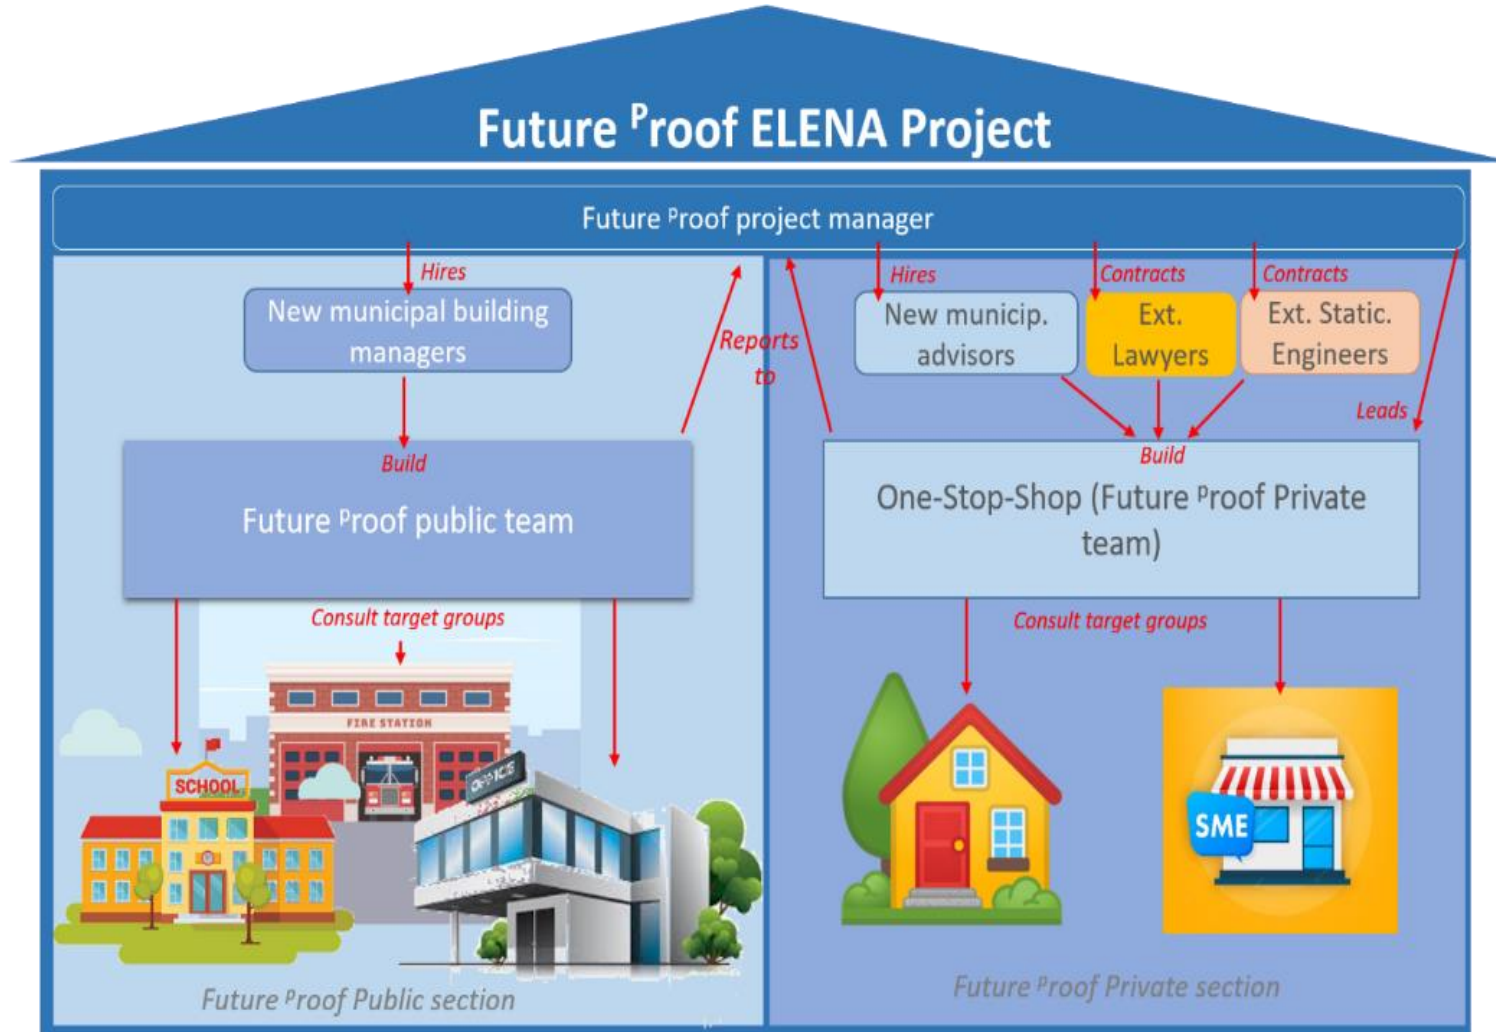 Future ᴾroof ELENA Project
Future ᴾroof project manager
Hires
New municipal building
managers
Build
Future ᴾroof public team
Consult target groups
FIRE STATION
SCHOOL
OFFICE
Future ᴾroof Public section
Reports
to
Hires
New municip.
advisors
Contracts
Ext.
Lawyers
Contracts
Ext. Static.
Engineers
Leads
Build
One-Stop-Shop (Future ᴾroof Private
team)
Consult target groups
SME
Future ᴾroof Private section